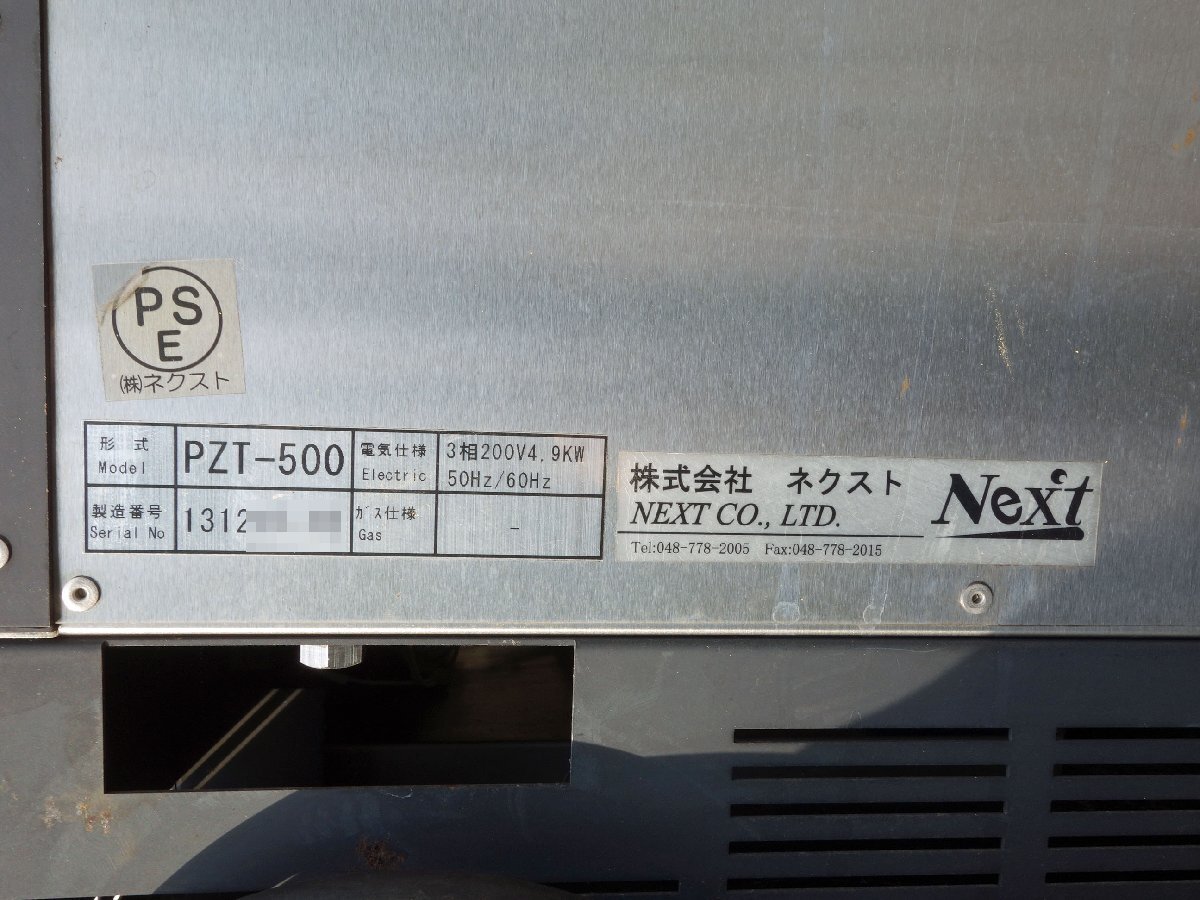 PS
E
(株)ネクスト
形式 PZT-500 電気仕様 3相200V4.9KW
Model Electric 50Hz/60Hz
製造番号 1312 ガス仕様 -
Serial No Gas
株式会社 ネクスト
NEXT CO., LTD.
Tel:048-778-2005 Fax:048-778-2015
Next